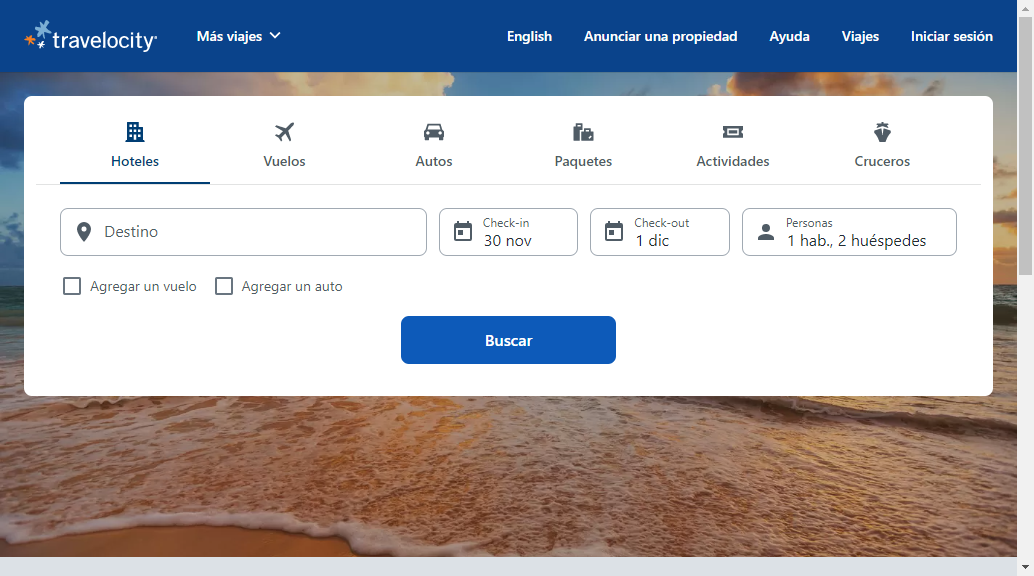 travelocity
Más viajes
English
Anunciar una propiedad
Ayuda
Viajes
Iniciar sesión
Hoteles
Vuelos
Autos
Paquetes
Actividades
Cruceros
Destino
Check-in
30 nov
Check-out
1 dic
Personas
1 hab., 2 huéspedes
Agregar un vuelo
Agregar un auto
Buscar